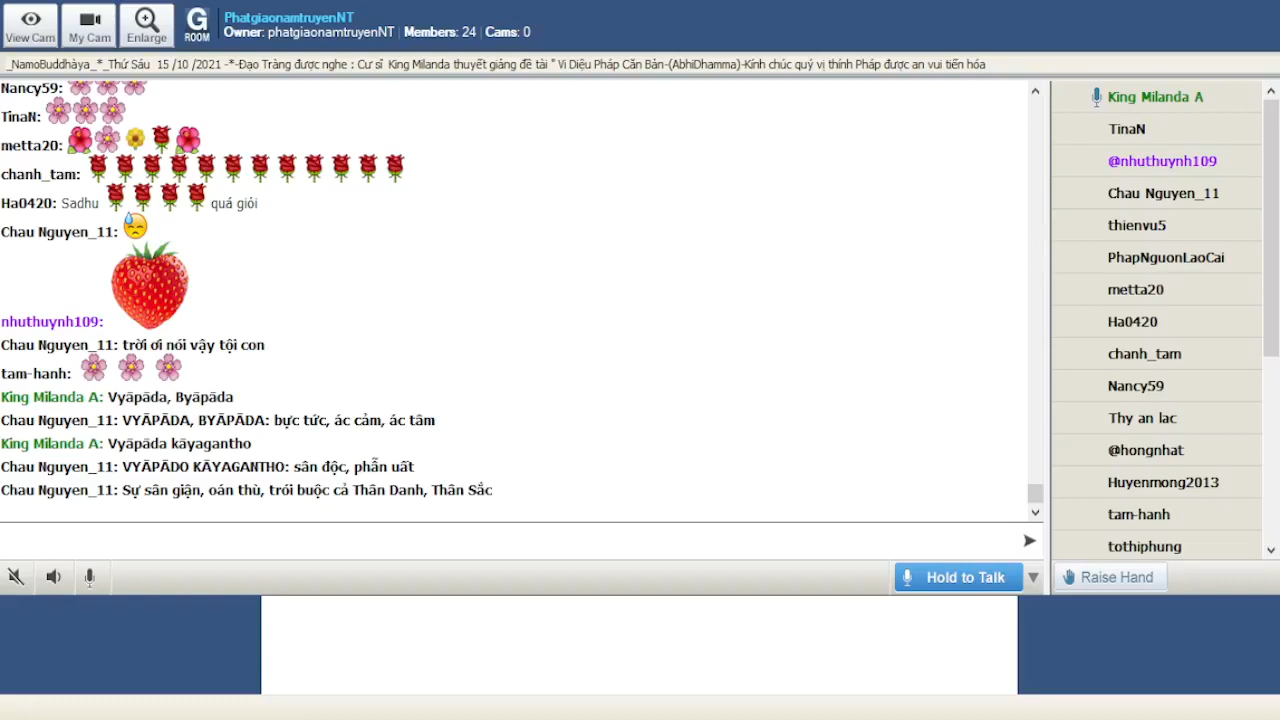 View Cam
My Cam
Enlarge
G
ROOM
PhatgiaonamtruyenNT
Owner: phatgiaonamtruyenNT | Members: 24 | Cams: 0
_NamoBuddhàya_*_Thứ Sáu 15 /10 /2021 -*-Đạo Tràng được nghe : Cư sĩ King Milanda thuyết giảng đề tài " Vi Diệu Pháp Căn Bản-(AbhiDhamma)-Kính chúc quý vị thính Pháp được an vui tiến hóa
Nancy59:
TinaN:
metta20:
chanh_tam:
Ha0420: Sadhu quá giỏi
Chau Nguyen_11:
nhuthuynh109:
Chau Nguyen_11: trời ơi nói vậy tội con
tam-hanh:
King Milanda A: Vyāpāda, Byāpāda
Chau Nguyen_11: VYĀPĀDA, BYĀPĀDA: bực tức, ác cảm, ác tâm
King Milanda A: Vyāpāda kāyagantho
Chau Nguyen_11: VYĀPĀDO KĀYAGANTHO: sân độc, phẫn uất
Chau Nguyen_11: Sự sân giận, oán thù, trói buộc cả Thân Danh, Thân Sắc
Hold to Talk
King Milanda A
TinaN
@nhuthuynh109
Chau Nguyen_11
thienvu5
PhapNguonLaoCai
metta20
Ha0420
chanh_tam
Nancy59
Thy an lac
@hongnhat
Huyenmong2013
tam-hanh
tothiphung
Raise Hand